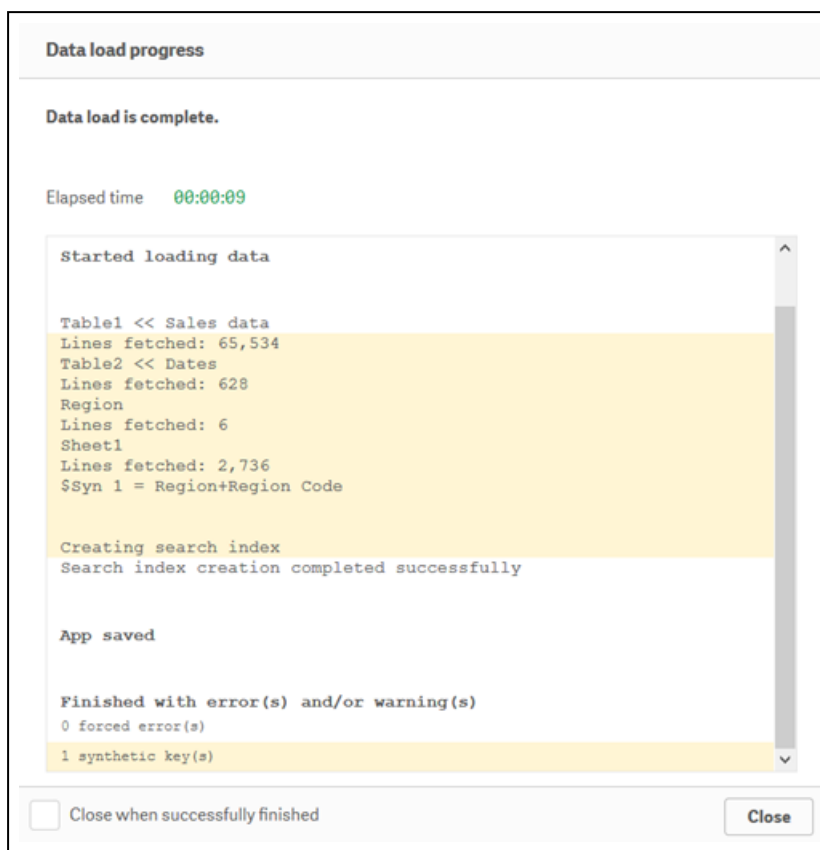 Data load progress
Data load is complete.
Elapsed time 00:00:09
Started loading data
Table1 << Sales data
Lines fetched: 65,534
Table2 << Dates
Lines fetched: 628
Region
Lines fetched: 6
Sheet1
Lines fetched: 2,736
$Syn 1 = Region+Region Code
Creating search index
Search index creation completed successfully
App saved
Finished with error(s) and/or warning(s)
0 forced error(s)
1 synthetic key(s)
Close when successfully finished
Close